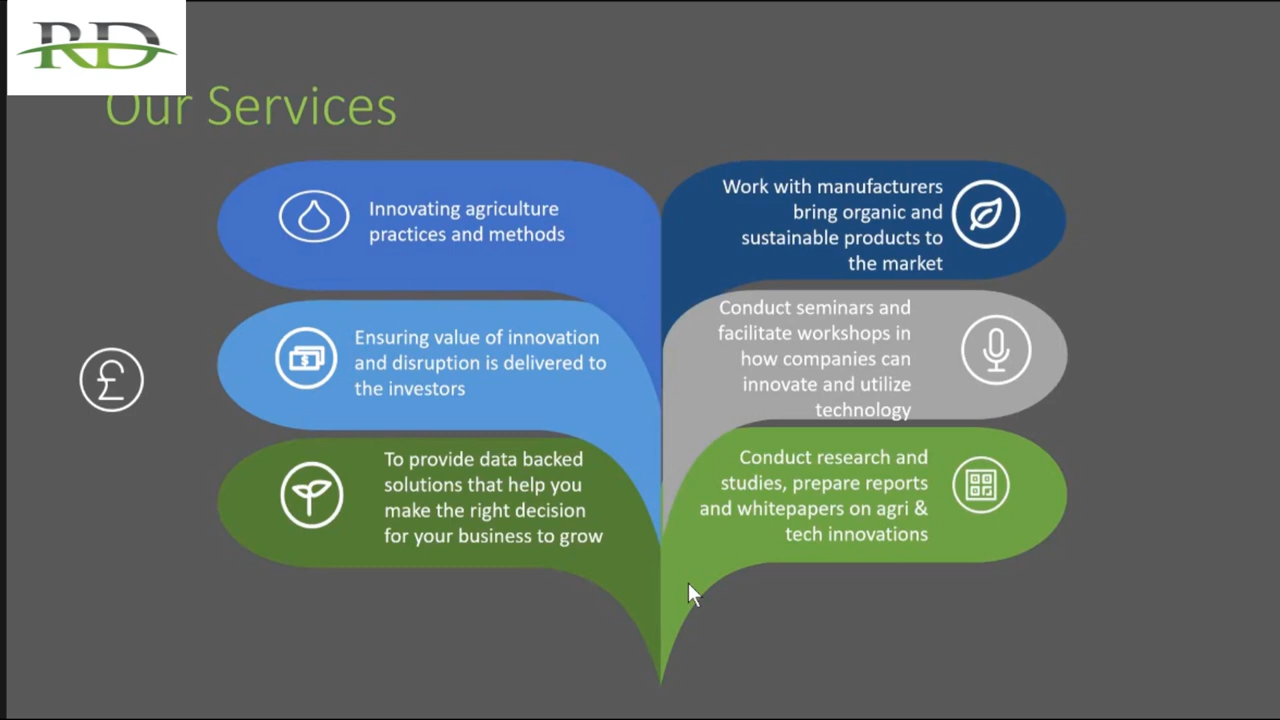 RD
Our Services
Innovating agriculture
practices and methods
Ensuring value of innovation
and disruption is delivered to
the investors
To provide data backed
solutions that help you
make the right decision
for your business to grow
Work with manufacturers
bring organic and
sustainable products to
the market
Conduct seminars and
facilitate workshops in
how companies can
innovate and utilize
technology
Conduct research and
studies, prepare reports
and whitepapers on agri &
tech innovations
£
$